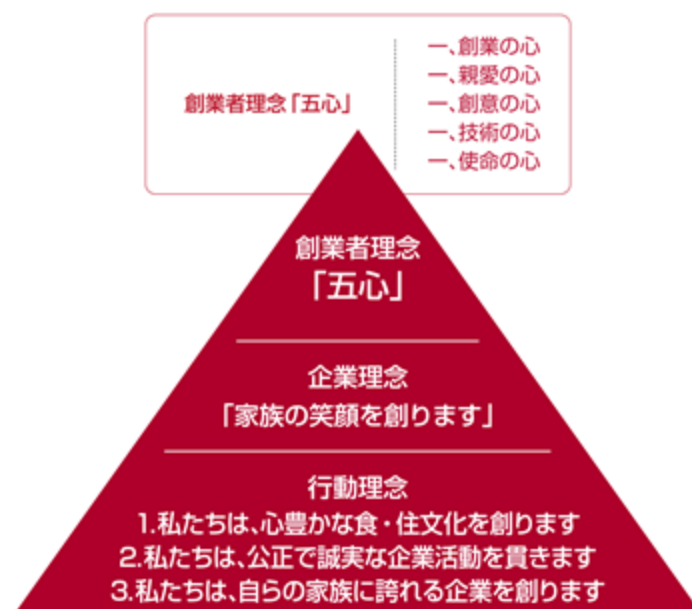 創業者理念「五心」
一、創業の心
一、親愛の心
一、創意の心
一、技術の心
一、使命の心
創業者理念
「五心」
企業理念
「家族の笑顔を創ります」
行動理念
1.私たちは、心豊かな食・住文化を創ります
2.私たちは、公正で誠実な企業活動を貫きます
3.私たちは、自らの家族に誇れる企業を創ります